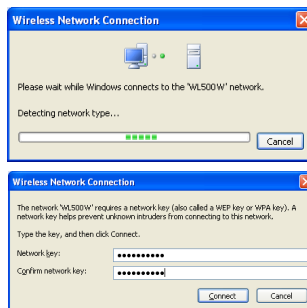 Wireless Network Connection
Please wait while Windows connects to the 'WL500W' network.
Detecting network type...
Cancel
Wireless Network Connection
The network 'WL500W' requires a network key (also called a WEP key or WPA key). A
network key helps prevent unknown intruders from connecting to this network.
Type the key, and then click Connect.
Network key: ••••••••••
Confirm network key: ••••••••••
Connect Cancel